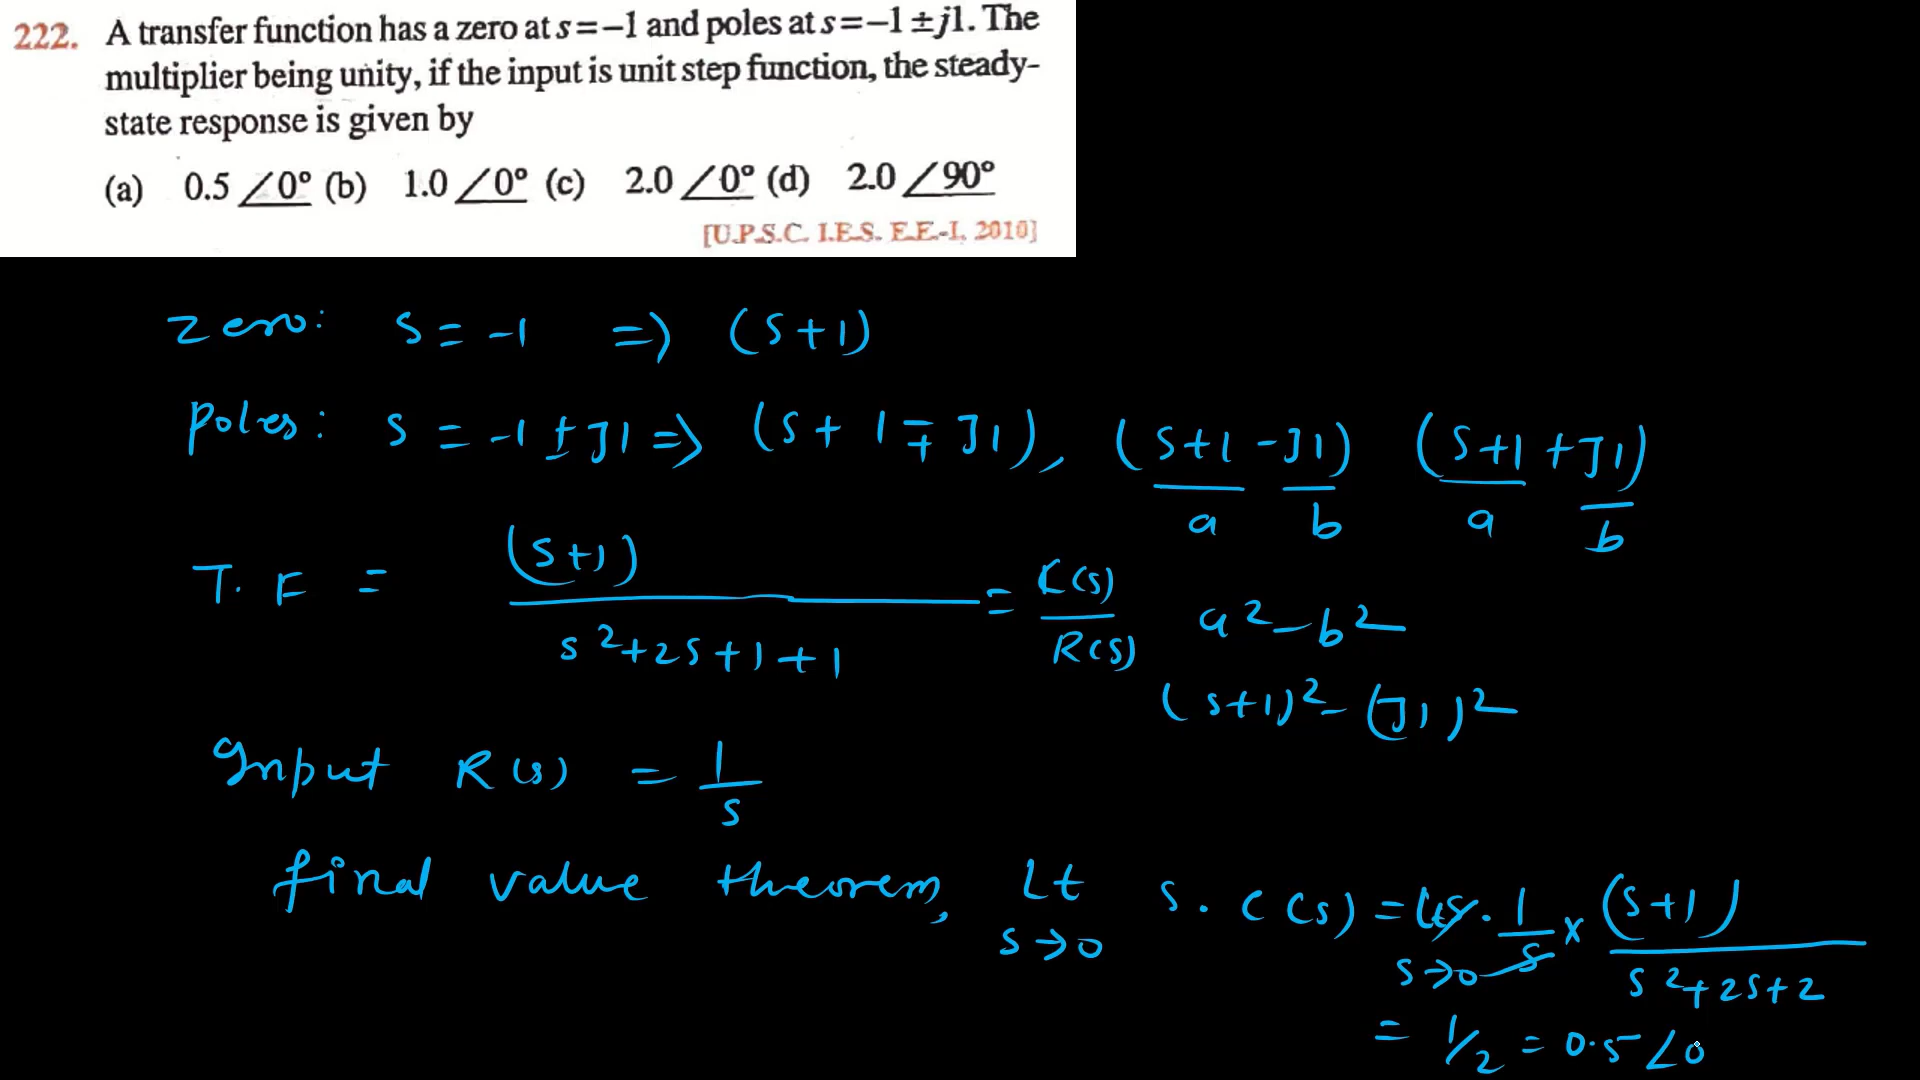 222. A transfer function has a zero at s=–1 and poles at s=–1±j1. The
multiplier being unity, if the input is unit step function, the steady-
state response is given by
(a) 0.5 ∠0° (b) 1.0 ∠0° (c) 2.0 ∠0° (d) 2.0 ∠90°
[U.P.S.C. I.E.S. E.E.-I, 2010]
Zero: s = -1 => (s+1)
Poles: s = -1 ± J1 => (s+1 ∓ J1), (s+1 -J1) (s+1 +J1)
a b a b
T.F = (s+1) / s²+2s+1+1 = C(s) / R(s)
a²-b²
(s+1)² - (J1)²
Input R(s) = 1/s
final value theorem, Lt s→0 s. C(s) = Lt s→0 s. 1/s x (s+1) / s²+2s+2
= 1/2 = 0.5 ∠0